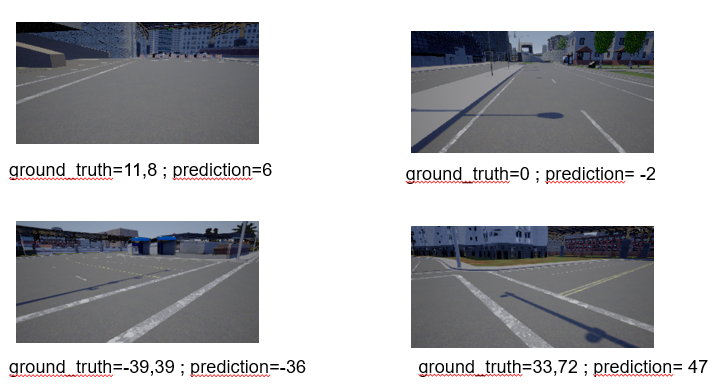 ground_truth=11,8 ; prediction=6
ground_truth=0 ; prediction= -2
ground_truth=-39,39 ; prediction=-36
ground_truth=33,72 ; prediction= 47